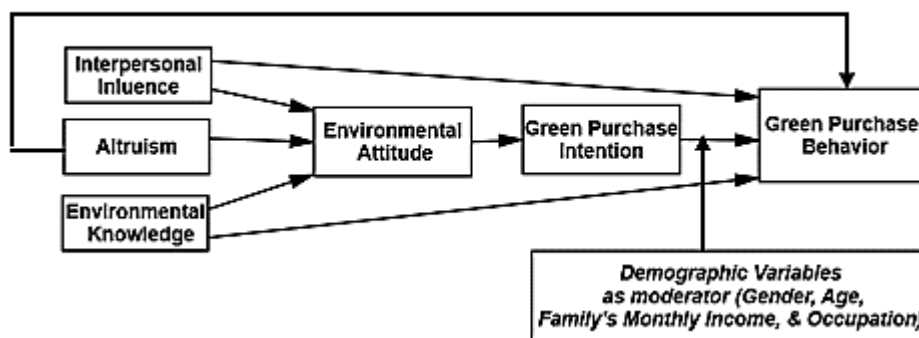 Interpersonal
Inluence
Altruism
Environmental
Knowledge
Environmental
Attitude
Green Purchase
Intention
Green Purchase
Behavior
Demographic Variables
as moderator (Gender, Age,
Family's Monthly Income, & Occupation)